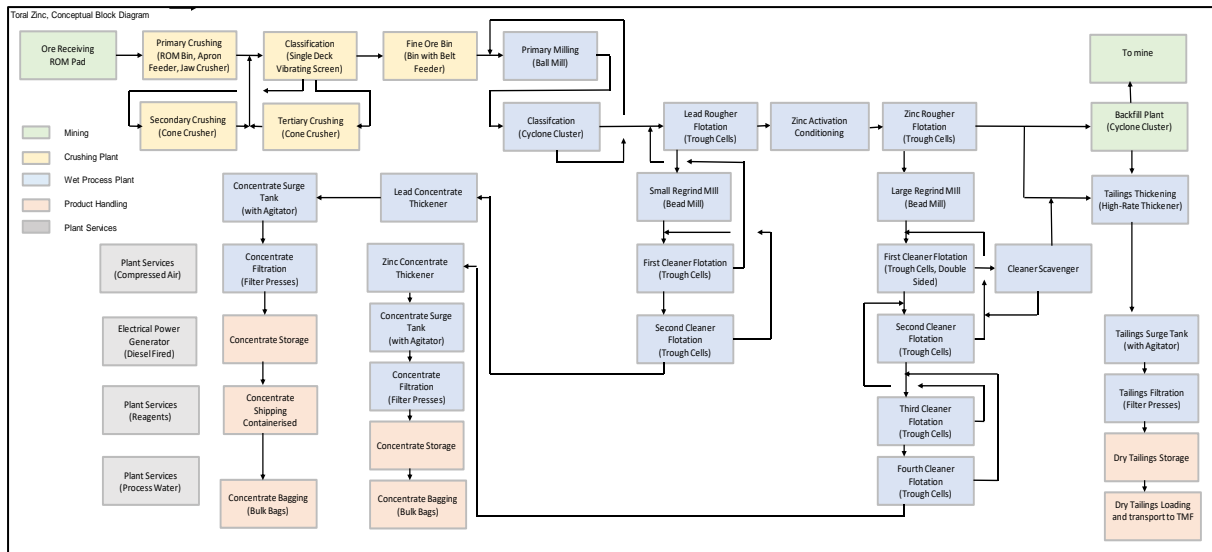 Toral Zinc, Conceptual Block Diagram
Ore Receiving
ROM Pad
Primary Crushing
(ROM Bin, Apron
Feeder, Jaw Crusher)
Classification
(Single Deck
Vibrating Screen)
Fine Ore Bin
(Bin with Belt
Feeder)
Primary Milling
(Ball Mill)
To mine
Secondary Crushing
(Cone Crusher)
Tertiary Crushing
(Cone Crusher)
Classifcation
(Cyclone Cluster)
Lead Rougher
Flotation
(Trough Cells)
Zinc Activation
Conditioning
Zinc Rougher
Flotation
(Trough Cells)
Backfill Plant
(Cyclone Cluster)
Mining
Crushing Plant
Wet Process Plant
Product Handling
Plant Services
Concentrate Surge
Tank
(with Agitator)
Lead Concentrate
Thickener
Small Regrind MIll
(Bead Mill)
Large Regrind MIll
(Bead Mill)
Tailings Thickening
(High-Rate Thickener)
Plant Services
(Compressed Air)
Concentrate
Filtration
(Filter Presses)
Zinc Concentrate
Thickener
First Cleaner Flotation
(Trough Cells)
First Cleaner Flotation
(Trough Cells, Double
Sided)
Cleaner Scavenger
Electrical Power
Generator
(Diesel Fired)
Concentrate Storage
Concentrate Surge
Tank
(with Agitator)
Second Cleaner
Flotation
(Trough Cells)
Second Cleaner
Flotation
(Trough Cells)
Tailings Surge Tank
(with Agitator)
Plant Services
(Reagents)
Concentrate
Shipping
Containerised
Concentrate
Filtration
(Filter Presses)
Third Cleaner
Flotation
(Trough Cells)
Tailings Filtration
(Filter Presses)
Concentrate Storage
Dry Tailings Storage
Plant Services
(Process Water)
Concentrate Bagging
(Bulk Bags)
Concentrate Bagging
(Bulk Bags)
Fourth Cleaner
Flotation
(Trough Cells)
Dry Tailings Loading
and transport to TMF